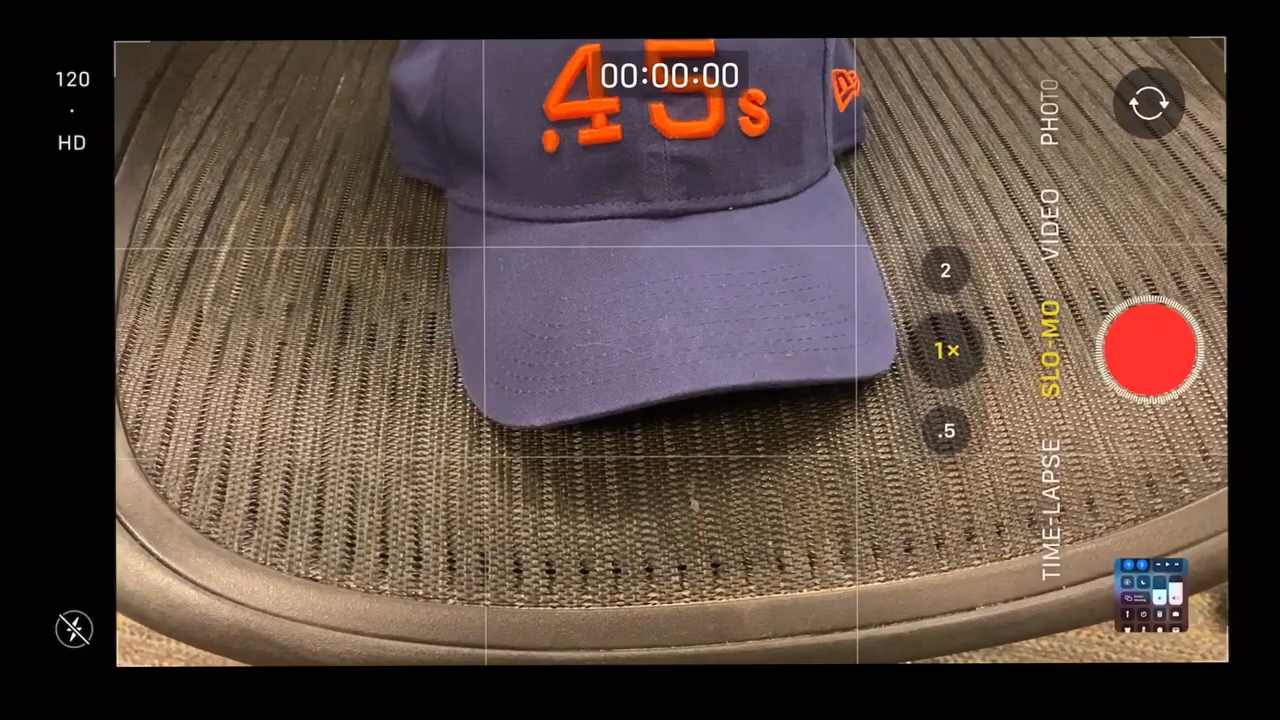 120
·
HD
.45s
00:00:00
PHOTO
VIDEO
SLO-MO
TIME-LAPSE
2
1×
.5